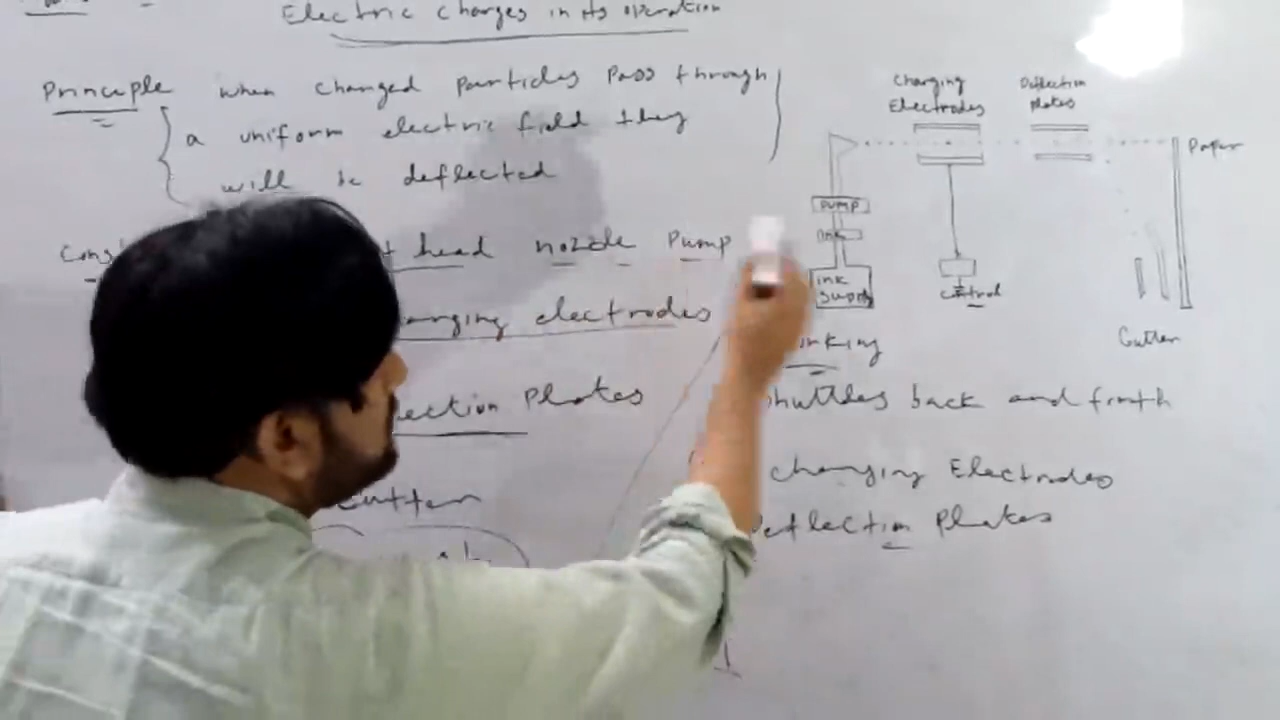 Electric Charges in its operation
Principle when charged particles pass through
a uniform electric field they
will be deflected
head nozzle Pump
electrodes
Plates
Gutter
Charging
Electrodes
Deflection
plates
Paper
PUMP
ink
ink
supply
control
Gutter
shuttles back and fronth
charging Electrodes
Deflection Plates